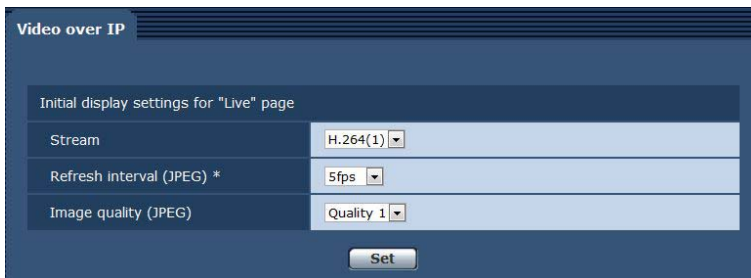 Video over IP
Initial display settings for "Live" page
Stream H.264(1)
Refresh interval (JPEG) * 5fps
Image quality (JPEG) Quality 1
Set